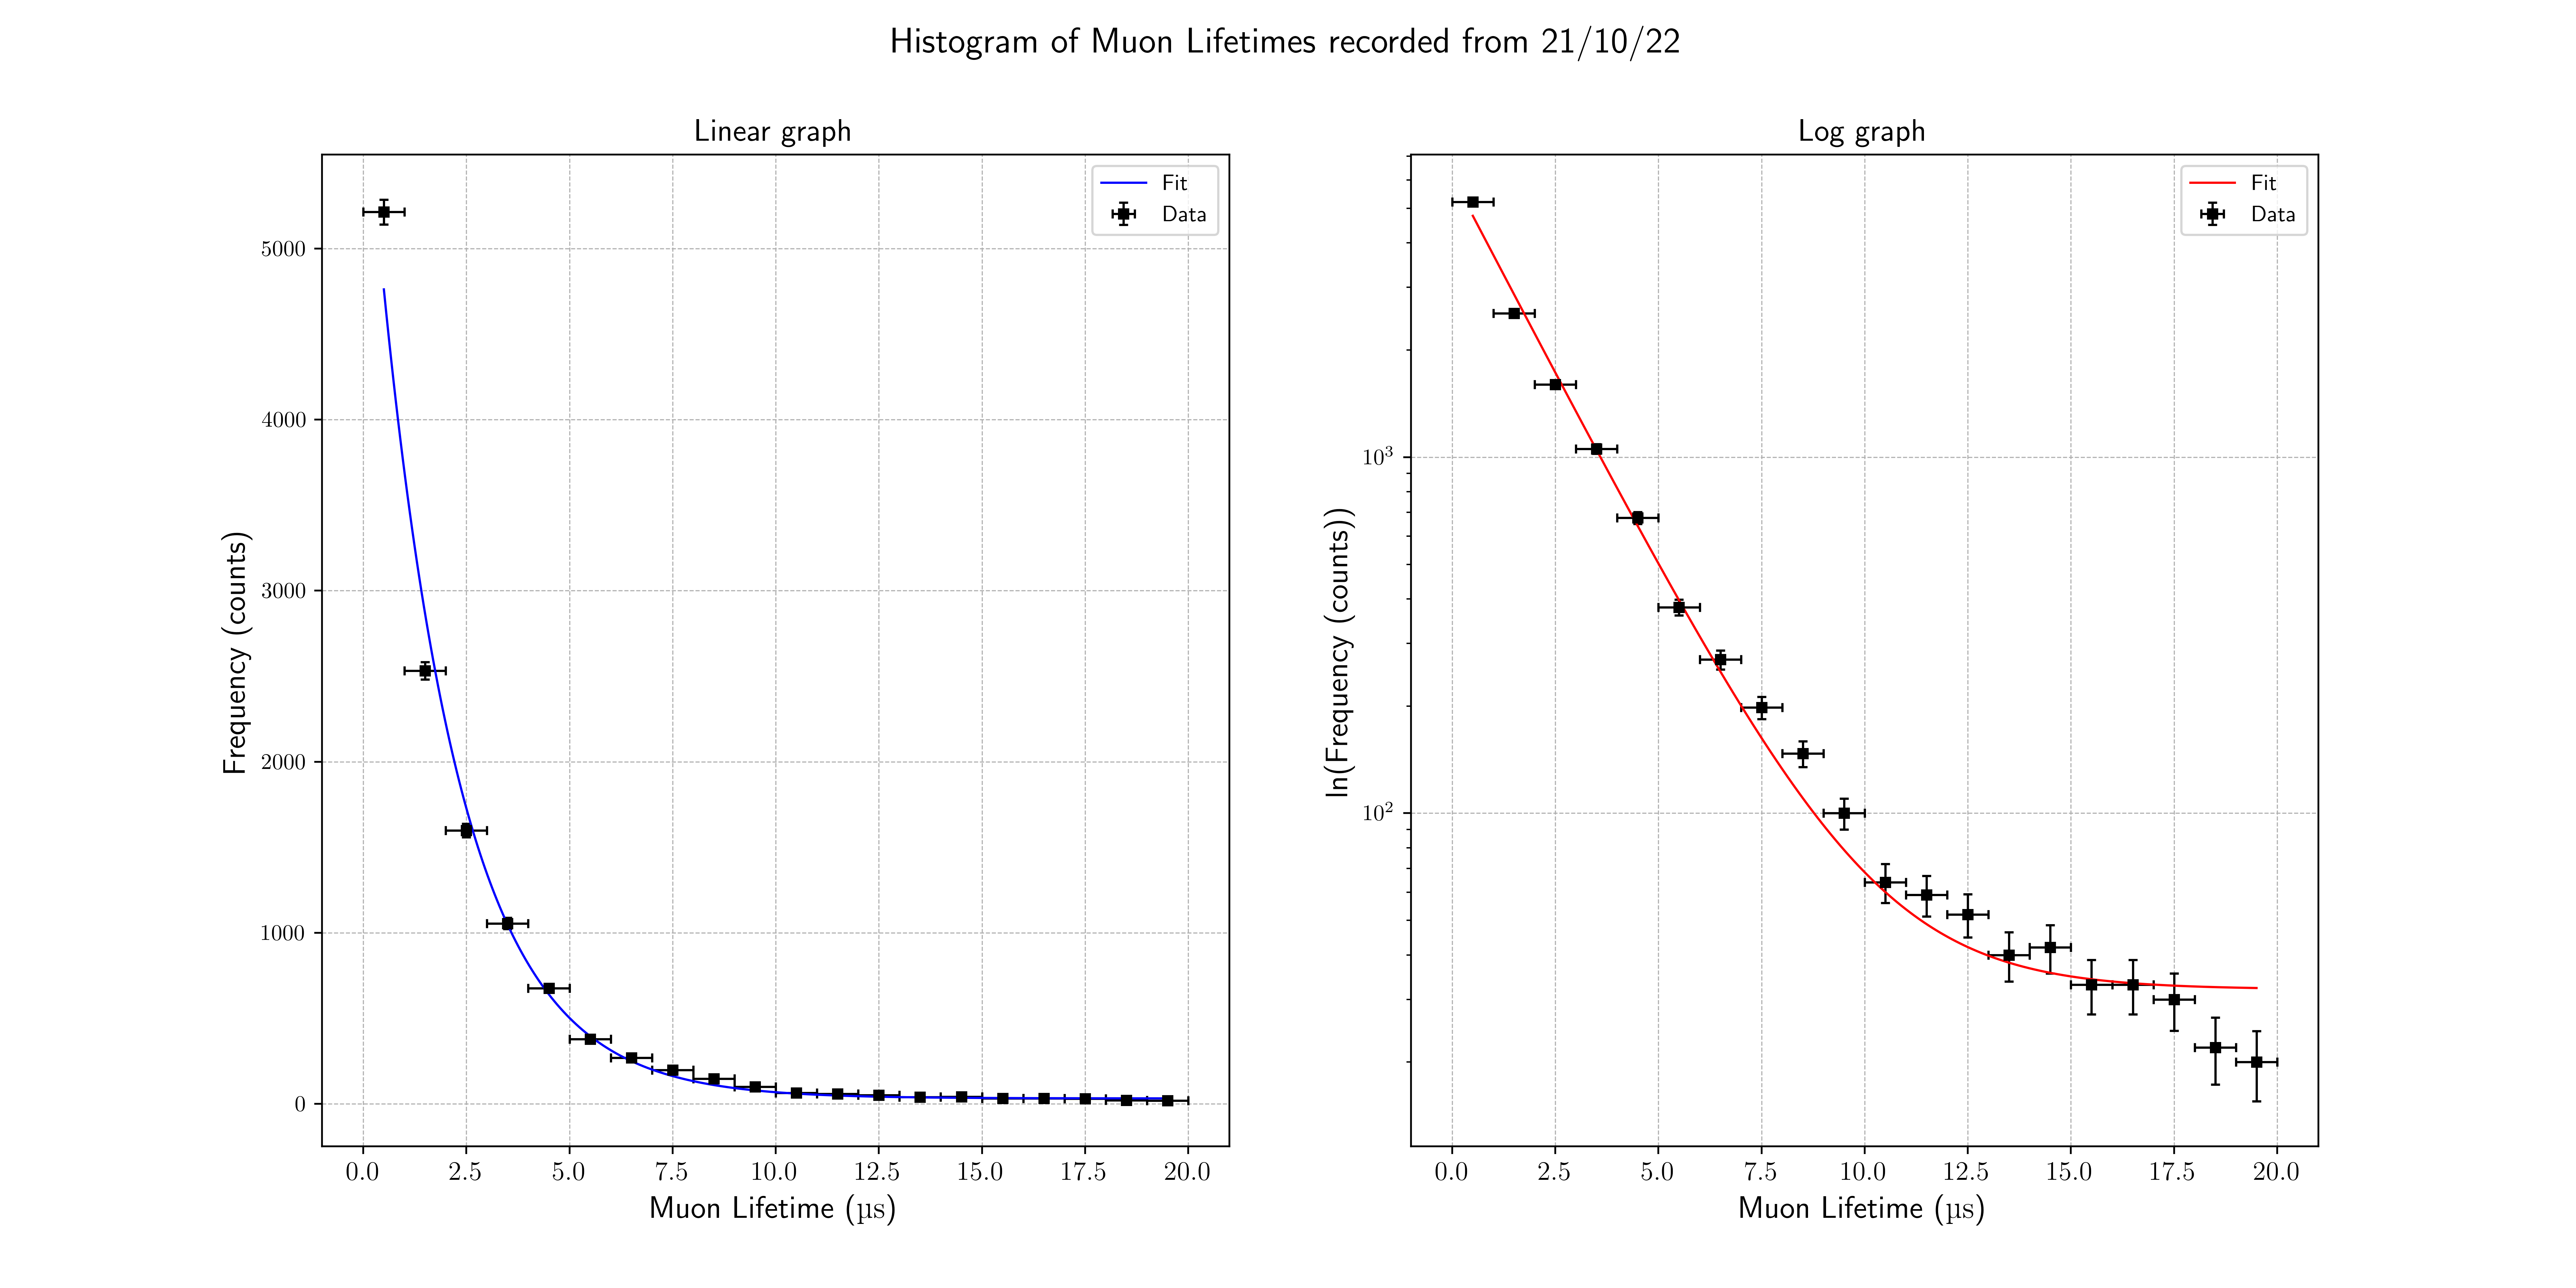 Histogram of Muon Lifetimes recorded from 21/10/22
Linear graph
Fit
Data
5000
4000
3000
2000
1000
0
Frequency (counts)
0.0 2.5 5.0 7.5 10.0 12.5 15.0 17.5 20.0
Muon Lifetime (µs)
Log graph
Fit
Data
10³
10²
ln(Frequency (counts))
0.0 2.5 5.0 7.5 10.0 12.5 15.0 17.5 20.0
Muon Lifetime (µs)